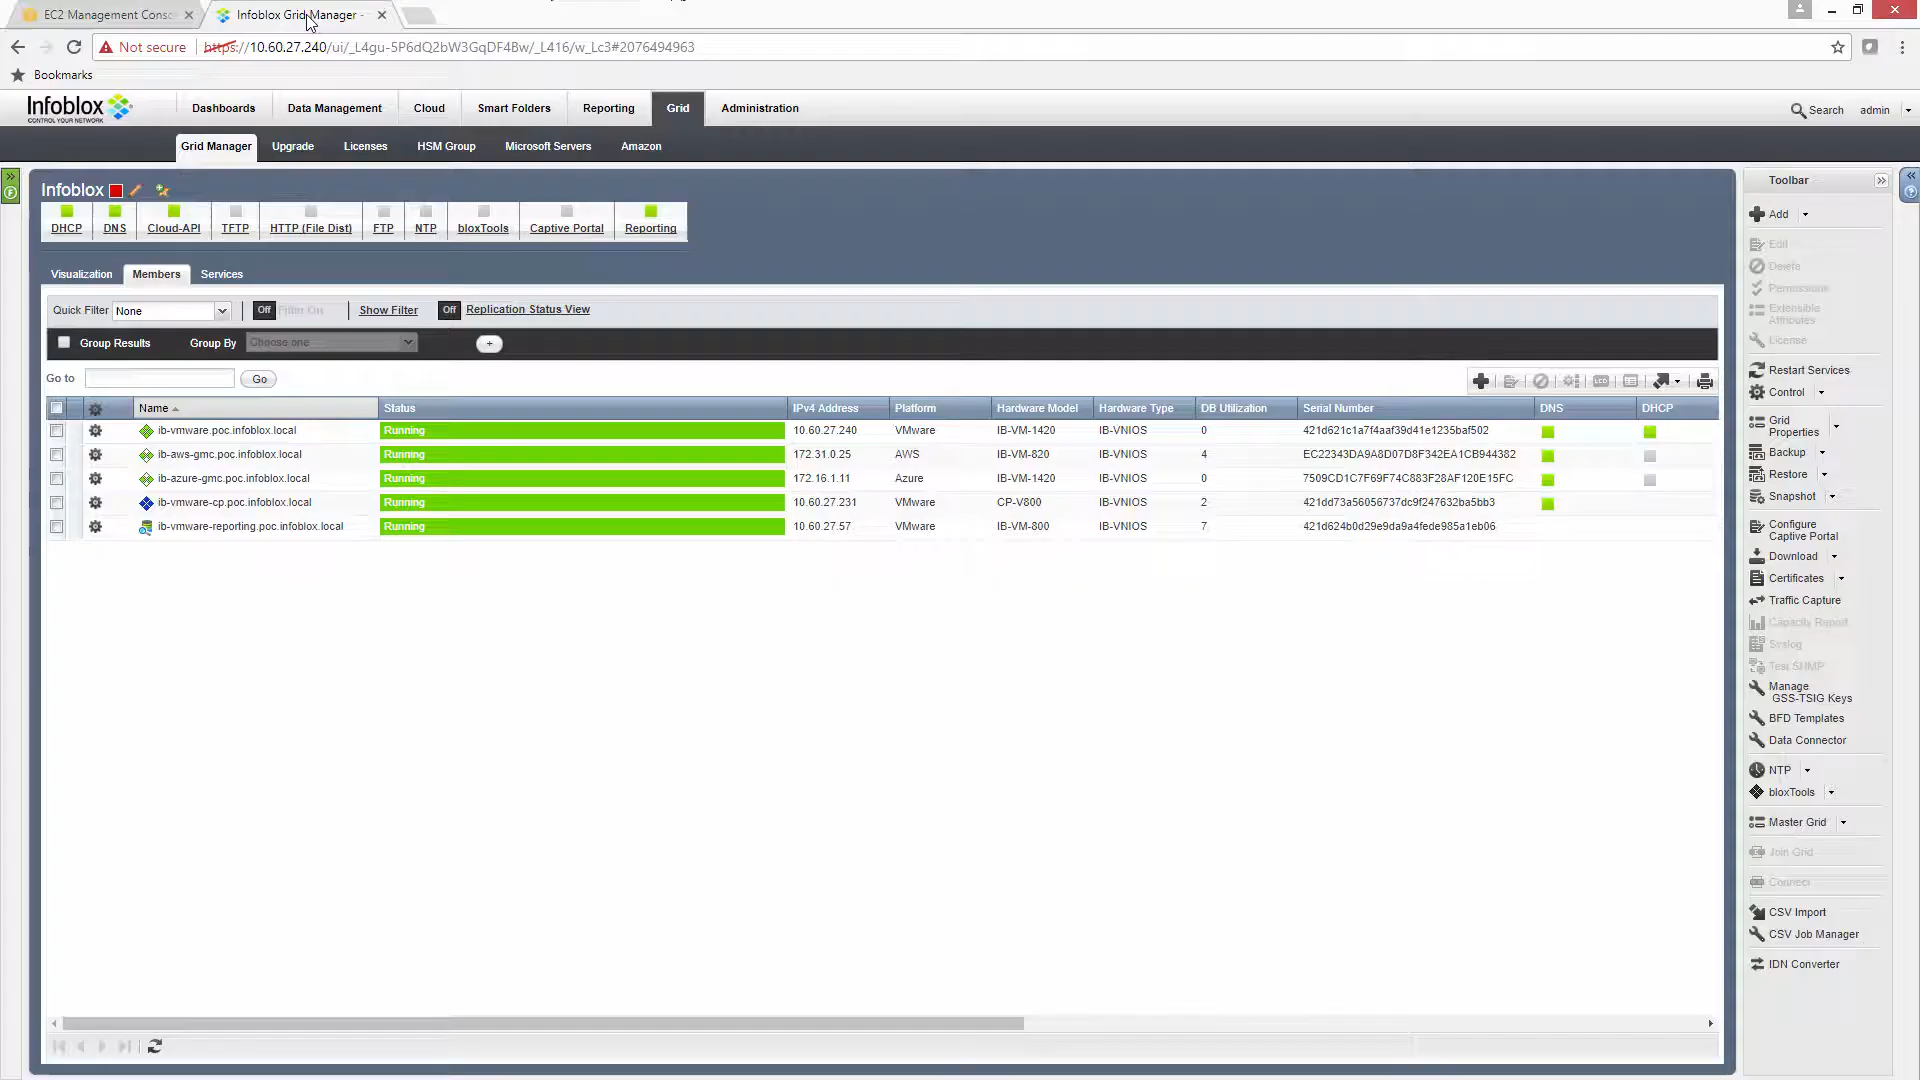 EC2 Management Conso
Infoblox Grid Manager -
Not secure https://10.60.27.240/ui/_L4gu-5P6dQ2bW3GqDF4Bw/_L416/w_Lc3#2076494963
Bookmarks
Infoblox
CONTROL YOUR NETWORK
Dashboards Data Management Cloud Smart Folders Reporting Grid Administration
Search admin
Grid Manager Upgrade Licenses HSM Group Microsoft Servers Amazon
Infoblox
DHCP DNS Cloud-API TFTP HTTP (File Dist) FTP NTP bloxTools Captive Portal Reporting
Visualization Members Services
Quick Filter None Off Filter On Show Filter Off Replication Status View
Group Results Group By Choose one +
Go to Go
Name Status IPv4 Address Platform Hardware Model Hardware Type DB Utilization Serial Number DNS DHCP
ib-vmware.poc.infoblox.local Running 10.60.27.240 VMware IB-VM-1420 IB-VNIOS 0 421d621c1a7f4aaf39d41e1235baf502
ib-aws-gmc.poc.infoblox.local Running 172.31.0.25 AWS IB-VM-820 IB-VNIOS 4 EC22343DA9A8D07D8F342EA1CB944382
ib-azure-gmc.poc.infoblox.local Running 172.16.1.11 Azure IB-VM-1420 IB-VNIOS 0 7509CD1C7F69F74C883F28AF120E15FC
ib-vmware-cp.poc.infoblox.local Running 10.60.27.231 VMware CP-V800 IB-VNIOS 2 421dd73a56056737dc9f247632ba5bb3
ib-vmware-reporting.poc.infoblox.local Running 10.60.27.57 VMware IB-VM-800 IB-VNIOS 7 421d624b0d29e9da9a4fede985a1eb06
Toolbar
Add
Edit
Delete
Permissions
Extensible
Attributes
License
Restart Services
Control
Grid
Properties
Backup
Restore
Snapshot
Configure
Captive Portal
Download
Certificates
Traffic Capture
Capacity Report
Syslog
Test SNMP
Manage
GSS-TSIG Keys
BFD Templates
Data Connector
NTP
bloxTools
Master Grid
Join Grid
Connect
CSV Import
CSV Job Manager
IDN Converter